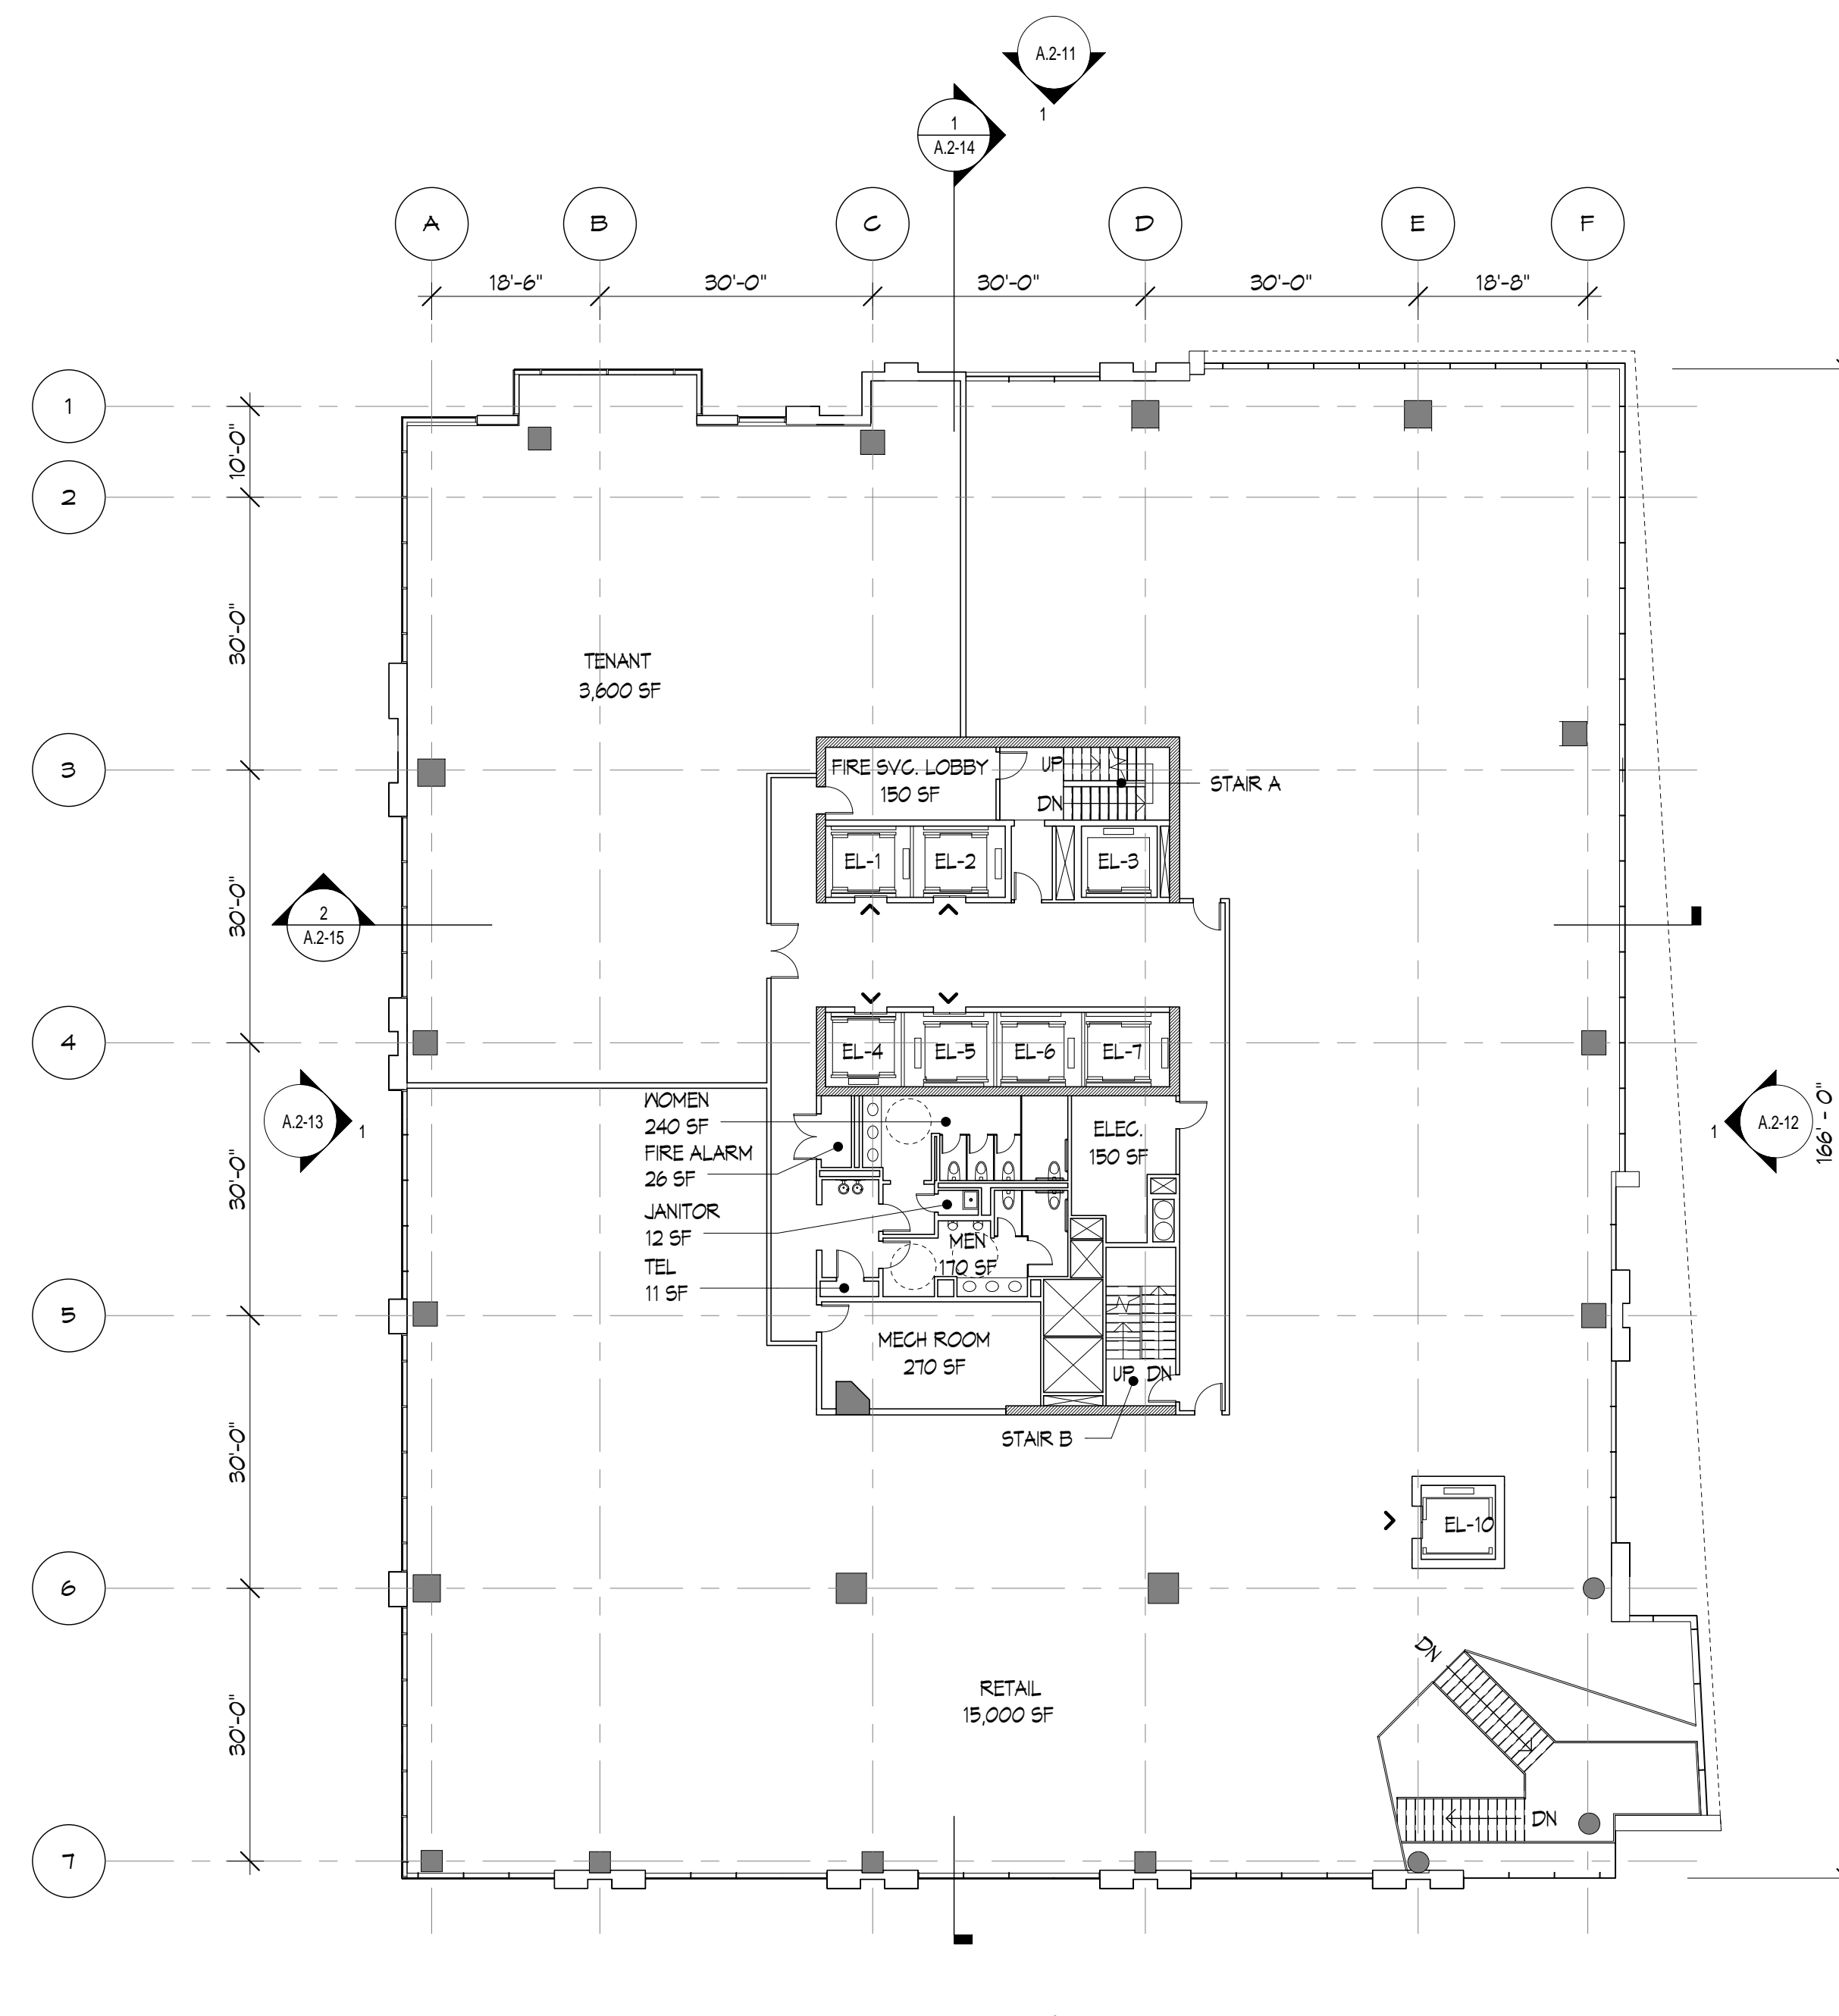 A.2-11
1
1
A.2-14
A
B
C
D
E
F
18'-6"
30'-0"
30'-0"
30'-0"
18'-8"
1
10'-0"
2
30'-0"
TENANT
3,600 SF
3
FIRE SVC. LOBBY
150 SF
UP
DN
STAIR A
EL-1
EL-2
EL-3
30'-0"
2
A.2-15
4
EL-4
EL-5
EL-6
EL-7
A.2-13
1
WOMEN
240 SF
FIRE ALARM
26 SF
ELEC.
150 SF
1
A.2-12
166' - 0"
30'-0"
JANITOR
12 SF
MEN
170 SF
TEL
11 SF
5
MECH ROOM
270 SF
UP
DN
STAIR B
30'-0"
EL-10
6
DN
RETAIL
15,000 SF
30'-0"
DN
7